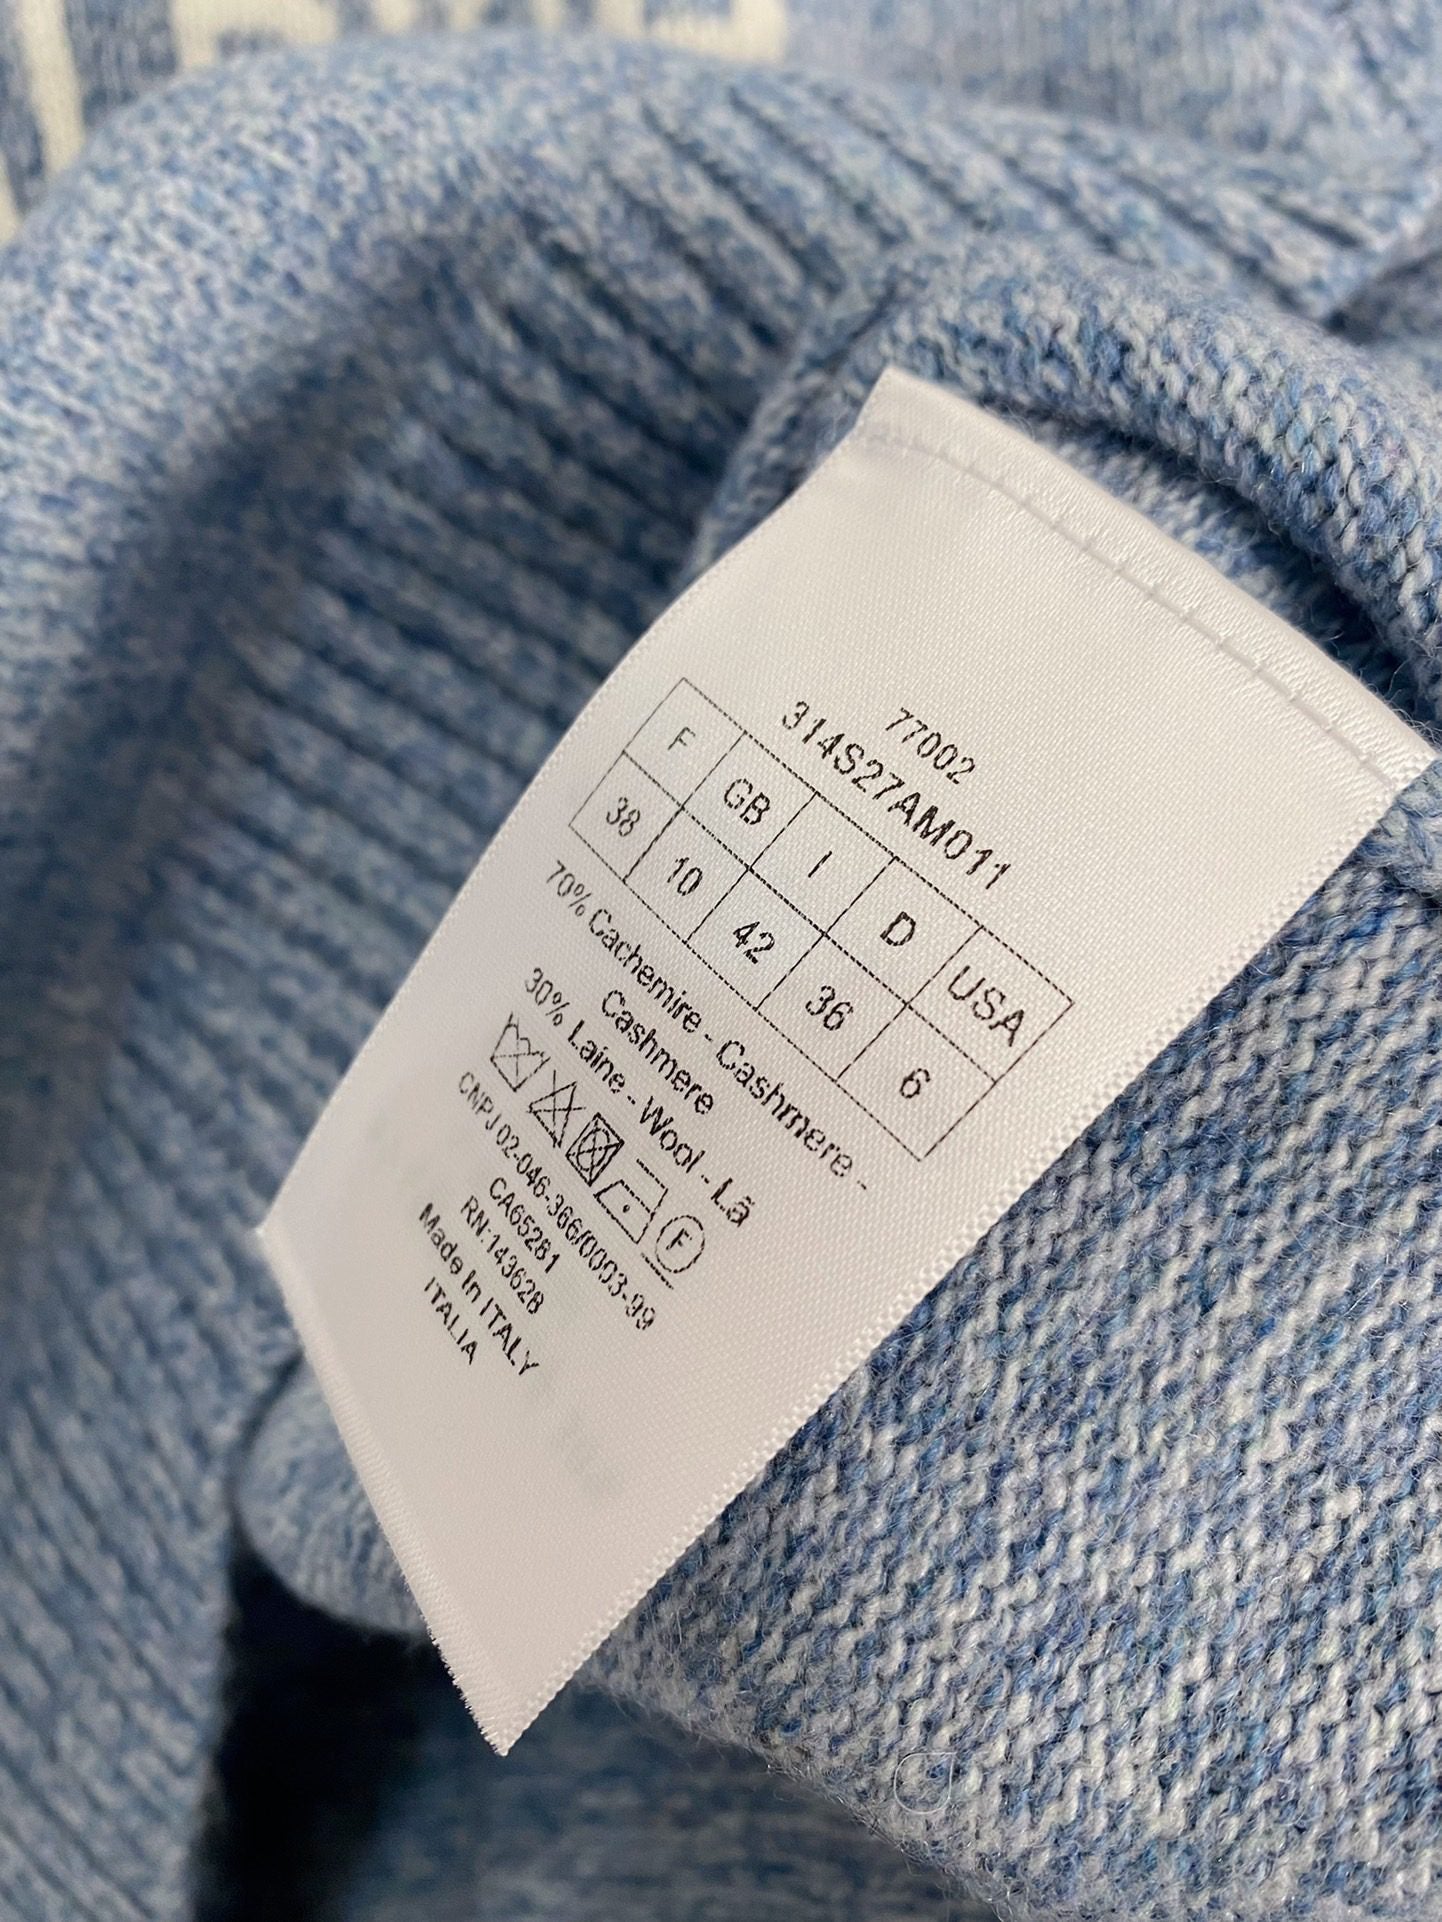 77002
314S27AM011
F GB I D USA
38 10 42 36 6
70% Cachemire - Cashmere -
Cashmere
30% Laine - Wool - Lã
F
CNPJ 02-046-366/0003-99
CA65281
RN:143628
Made In ITALY
ITALIA